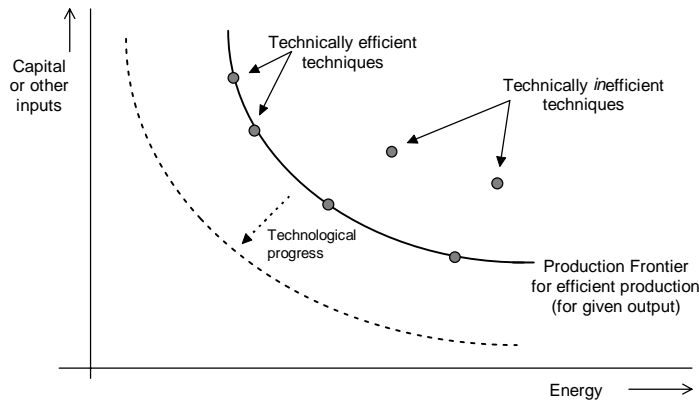 Capital
or other
inputs
Technically efficient
techniques
Technically inefficient
techniques
Technological
progress
Production Frontier
for efficient production
(for given output)
Energy